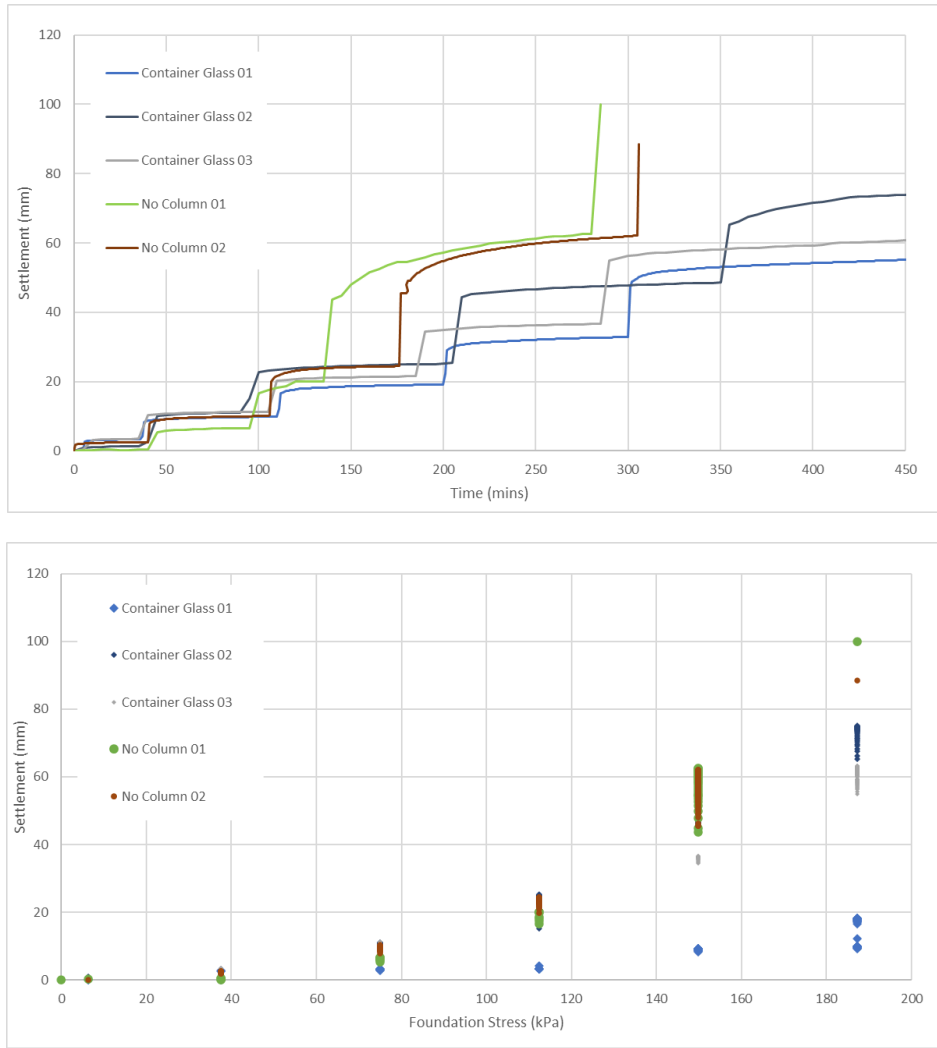 120
100
80
60
40
20
0
Settlement (mm)
Container Glass 01
Container Glass 02
Container Glass 03
No Column 01
No Column 02
0 50 100 150 200 250 300 350 400 450
Time (mins)
120
100
80
60
40
20
0
Settlement (mm)
Container Glass 01
Container Glass 02
Container Glass 03
No Column 01
No Column 02
0 20 40 60 80 100 120 140 160 180 200
Foundation Stress (kPa)